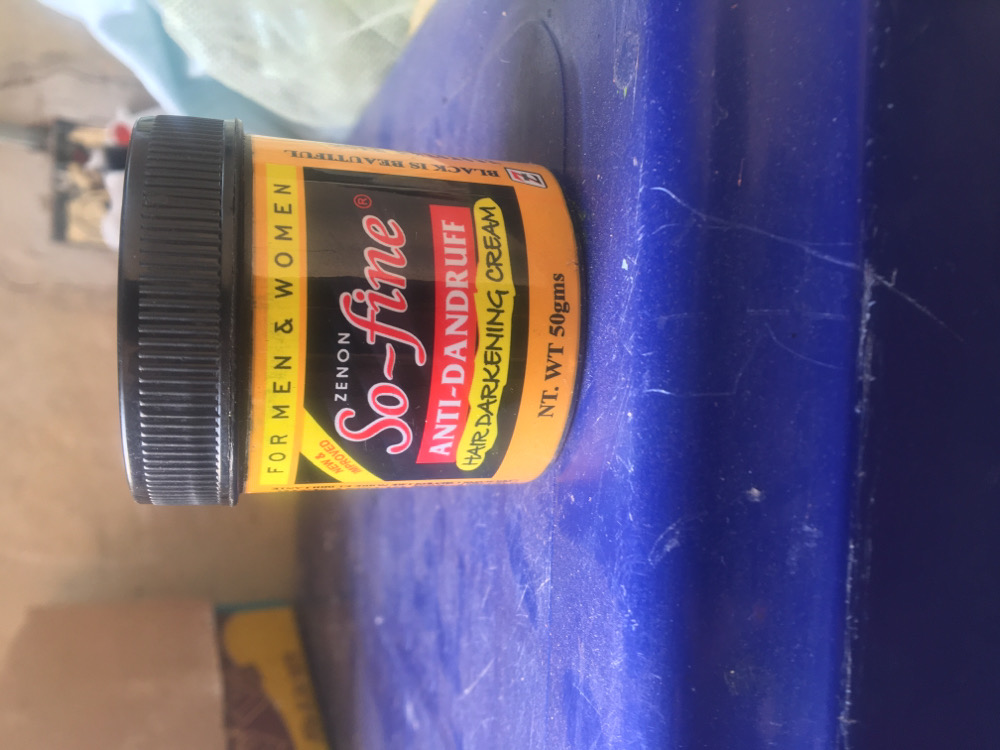 FOR MEN & WOMEN
NEW &
IMPROVED
ZENON
So-fine®
ANTI-DANDRUFF
HAIR DARKENING CREAM
NT. WT 50gms
BLACK IS BEAUTIFUL